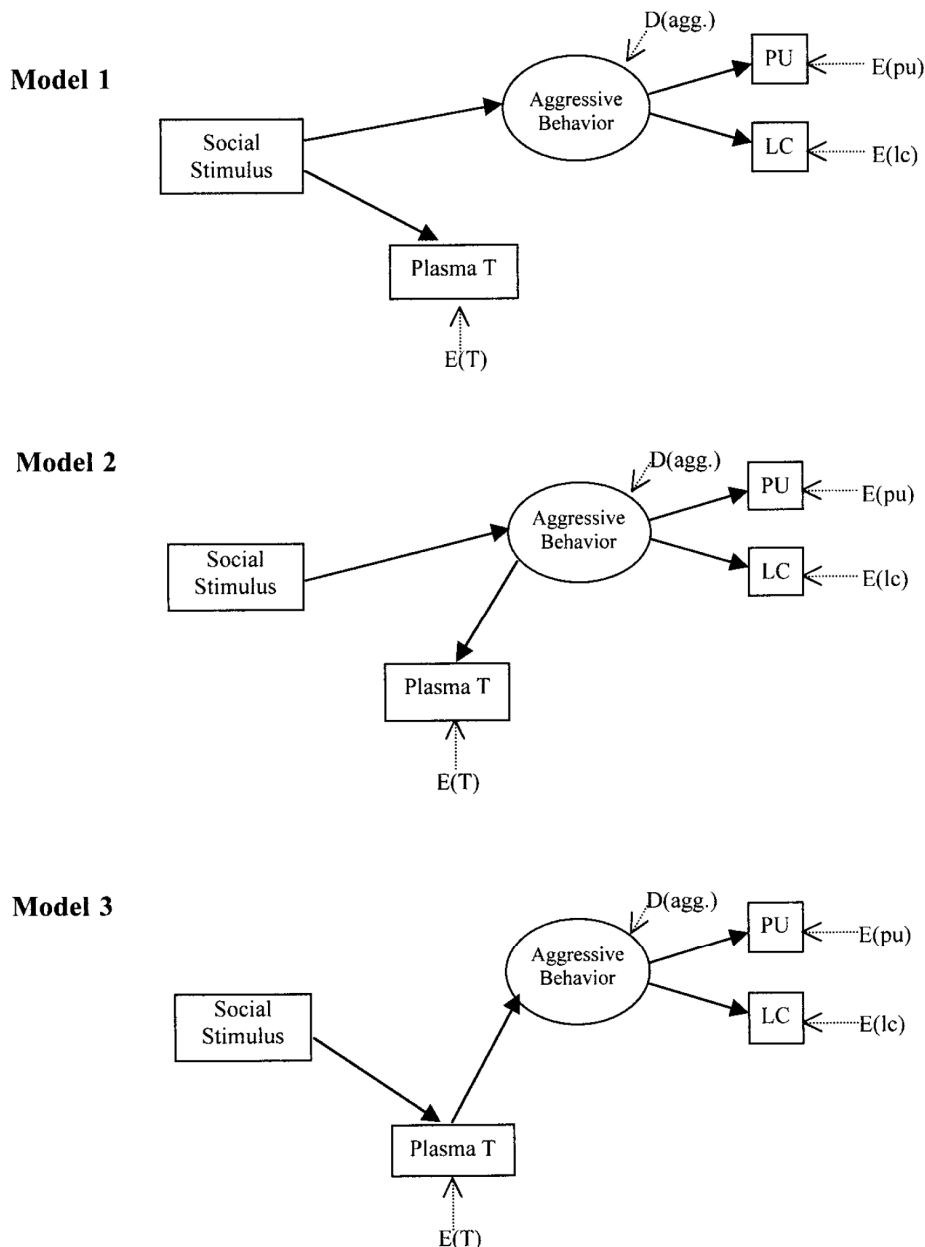 Model 1
D(agg.)
PU
E(pu)
Aggressive
Behavior
LC
E(lc)
Social
Stimulus
Plasma T
E(T)
Model 2
D(agg.)
PU
E(pu)
Aggressive
Behavior
LC
E(lc)
Social
Stimulus
Plasma T
E(T)
Model 3
D(agg.)
PU
E(pu)
Aggressive
Behavior
LC
E(lc)
Social
Stimulus
Plasma T
E(T)